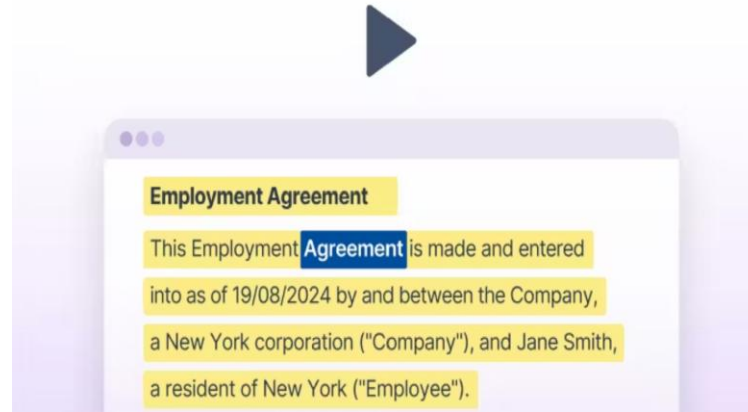 Employment Agreement
This Employment Agreement is made and entered
into as of 19/08/2024 by and between the Company,
a New York corporation ("Company"), and Jane Smith,
a resident of New York ("Employee").